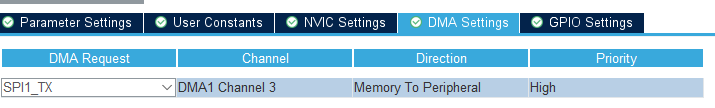 Parameter Settings User Constants NVIC Settings DMA Settings GPIO Settings
DMA Request Channel Direction Priority
SPI1_TX DMA1 Channel 3 Memory To Peripheral High